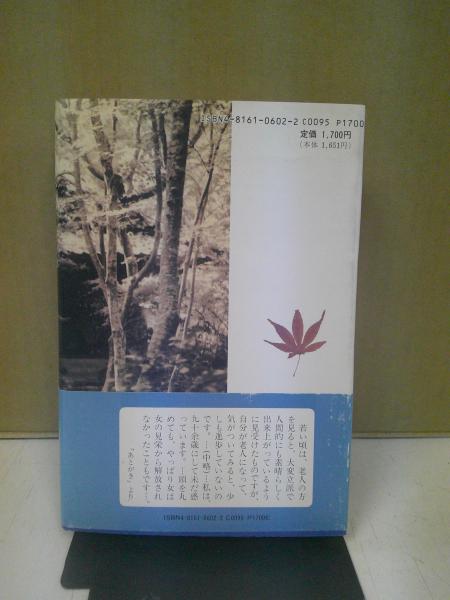 ISBN4-8161-0602-2 C0095 P1700
定価 1,700円
(本体 1,651円)
若い頃は、老人の方
を見ると、大変立派で
人間的にも素晴らしく
出来上がっているよう
に見受けたものですが、
自分が老人になって、
気がついてみると、少
しも進歩していないの
です。…(中略)…私は、
九十余歳にして未だ惑
っています。頭を丸
めても、やっぱり女は
女の見栄から解放され
なかったこともです…。
『あとがき』より
ISBN4-8161-0602-2 C0095 P1700E